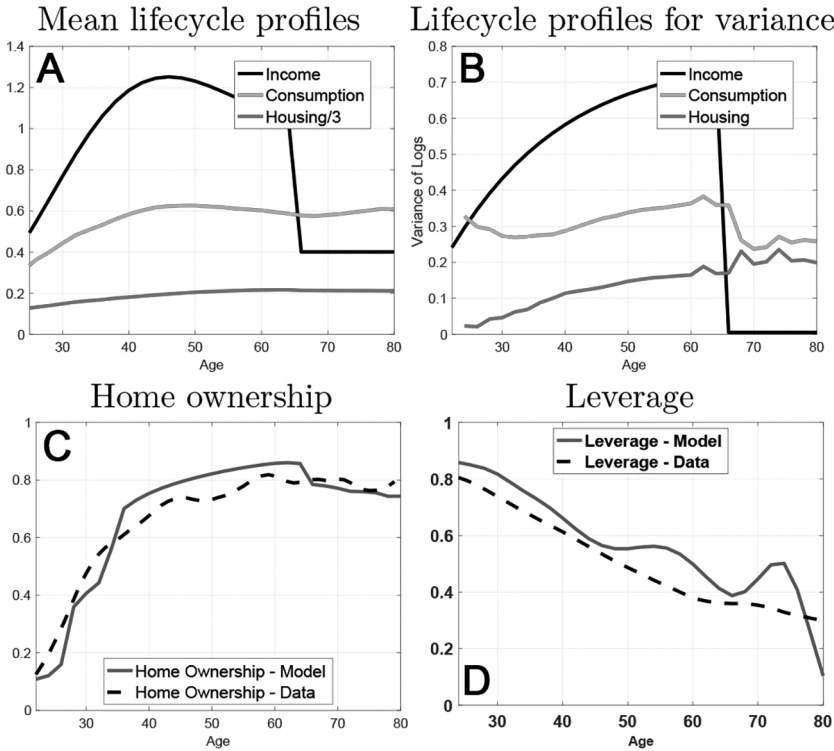 Mean lifecycle profiles
A
Income
Consumption
Housing/3
1.4
1.2
1
0.8
0.6
0.4
0.2
0
30 40 50 60 70 80
Age
Lifecycle profiles for variance
B
Income
Consumption
Housing
Variance of Logs
0.8
0.7
0.6
0.5
0.4
0.3
0.2
0.1
0
30 40 50 60 70 80
Age
Home ownership
C
1
0.8
0.6
0.4
0.2
0
Home Ownership - Model
Home Ownership - Data
30 40 50 60 70 80
Age
Leverage
Leverage - Model
Leverage - Data
1
0.8
0.6
0.4
0.2
0
D
30 40 50 60 70 80
Age